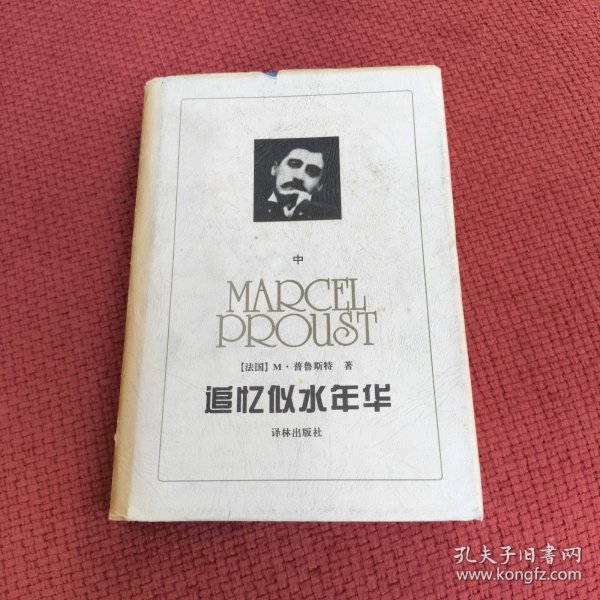 中
MARCEL
PROUST
【法国】M·普鲁斯特 著
追忆似水年华
译林出版社
孔夫子旧书网
www.kongfz.com